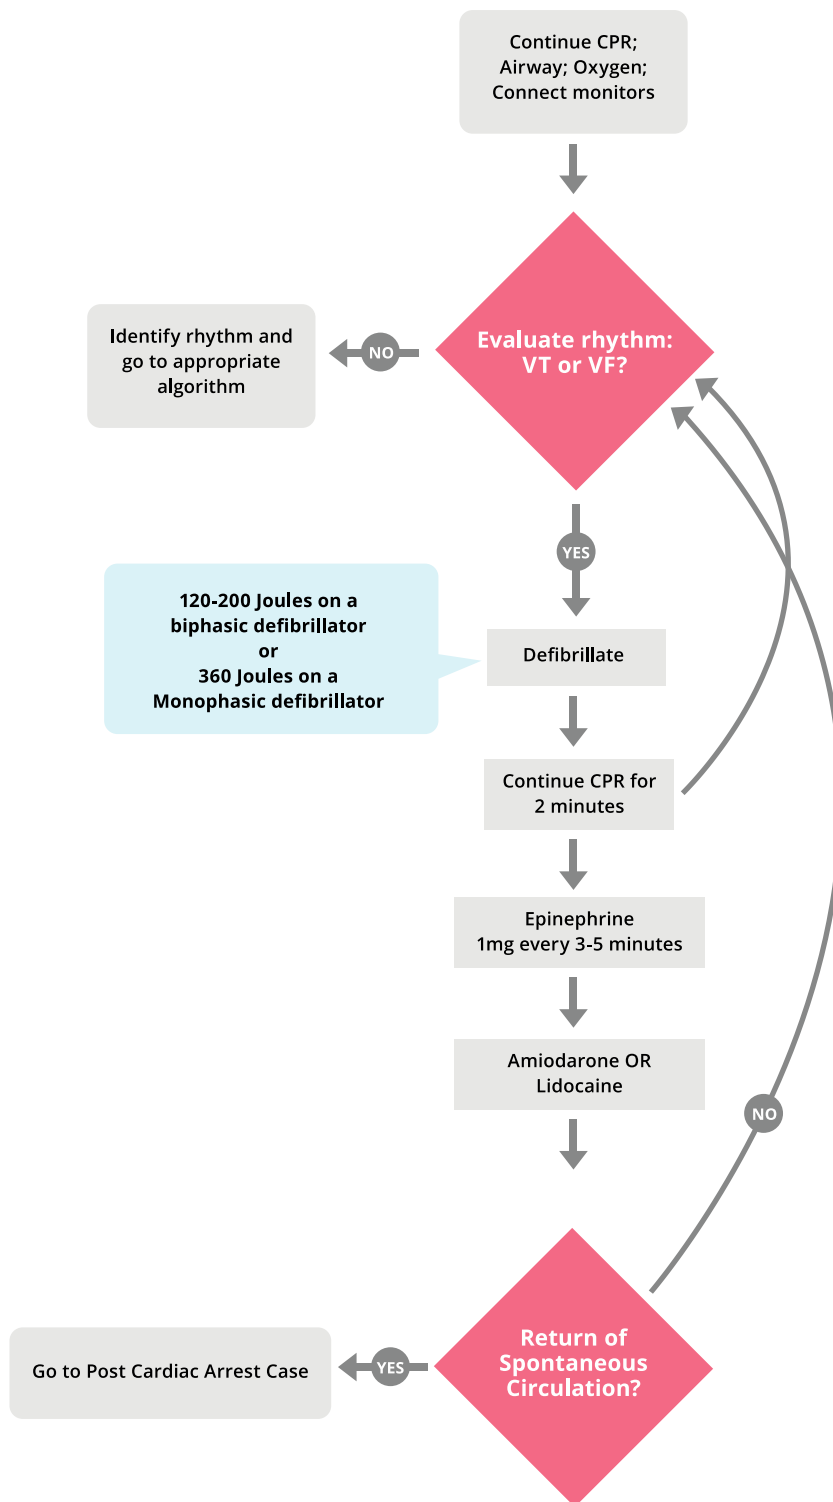 Continue CPR;
Airway; Oxygen;
Connect monitors
Evaluate rhythm:
VT or VF?
NO
Identify rhythm and
go to appropriate
algorithm
YES
120-200 Joules on a
biphasic defibrillator
or
360 Joules on a
Monophasic defibrillator
Defibrillate
Continue CPR for
2 minutes
Epinephrine
1mg every 3-5 minutes
Amiodarone OR
Lidocaine
NO
Return of
Spontaneous
Circulation?
YES
Go to Post Cardiac Arrest Case